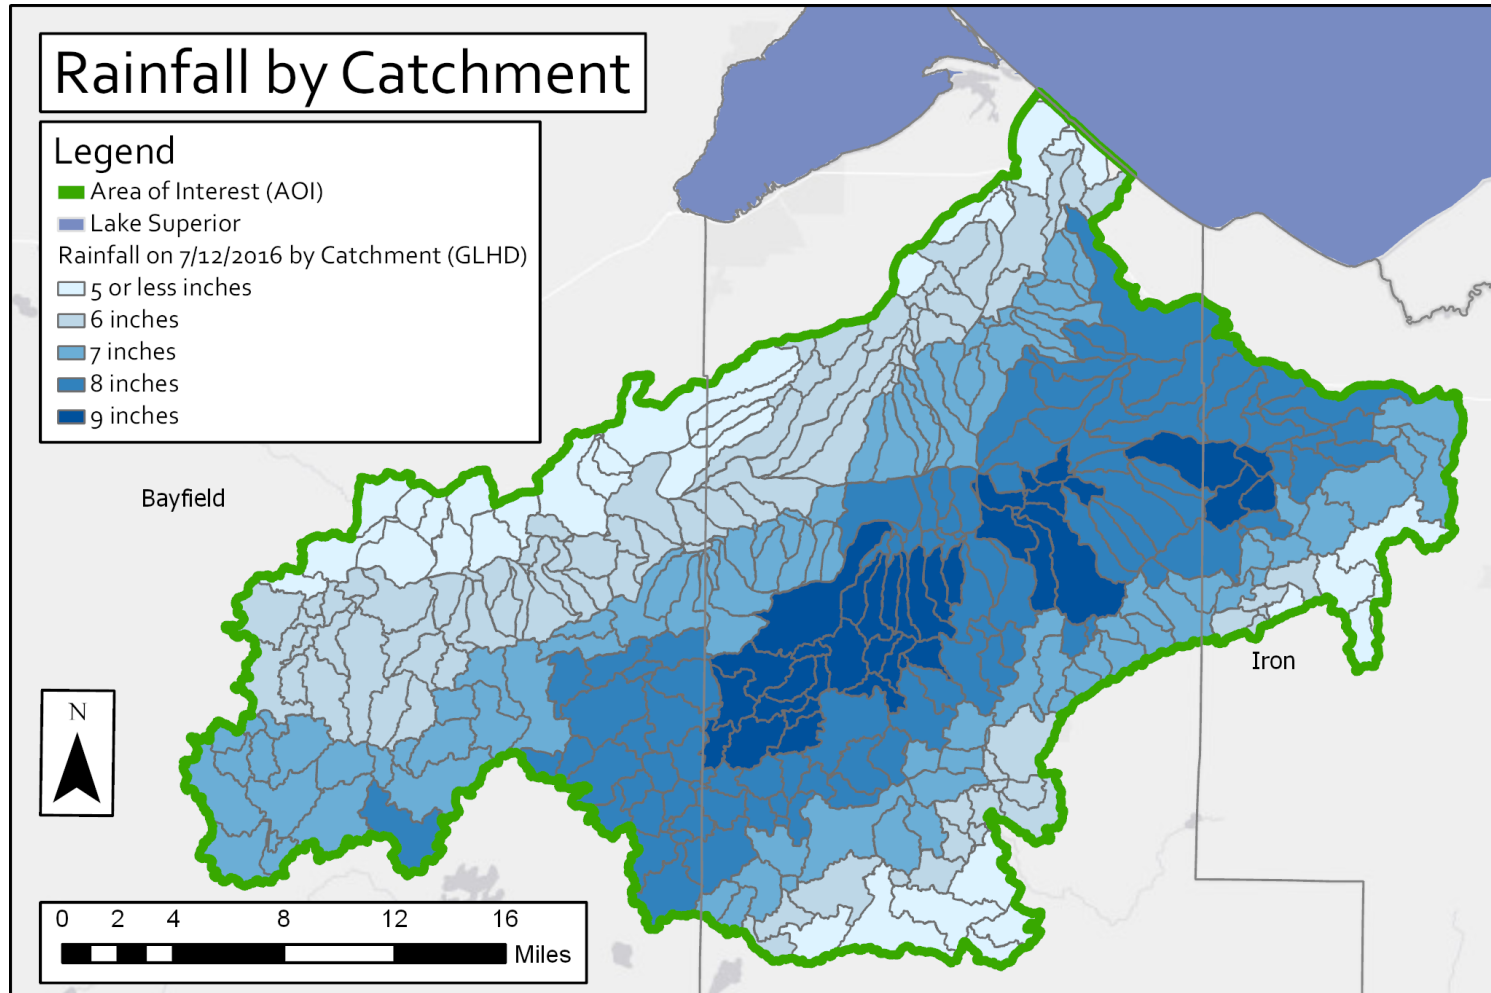 Rainfall by Catchment
Legend
Area of Interest (AOI)
Lake Superior
Rainfall on 7/12/2016 by Catchment (GLHD)
5 or less inches
6 inches
7 inches
8 inches
9 inches
Bayfield
Iron
N
0 2 4 8 12 16
Miles